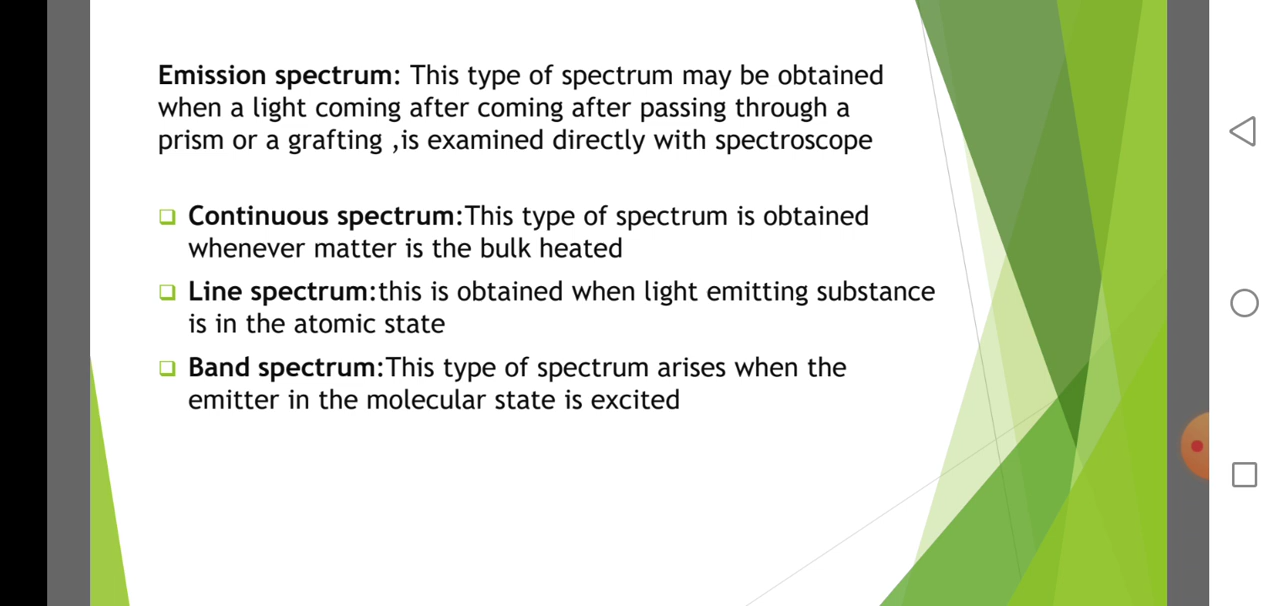 Emission spectrum: This type of spectrum may be obtained
when a light coming after coming after passing through a
prism or a grafting ,is examined directly with spectroscope
Continuous spectrum:This type of spectrum is obtained
whenever matter is the bulk heated
Line spectrum:this is obtained when light emitting substance
is in the atomic state
Band spectrum:This type of spectrum arises when the
emitter in the molecular state is excited